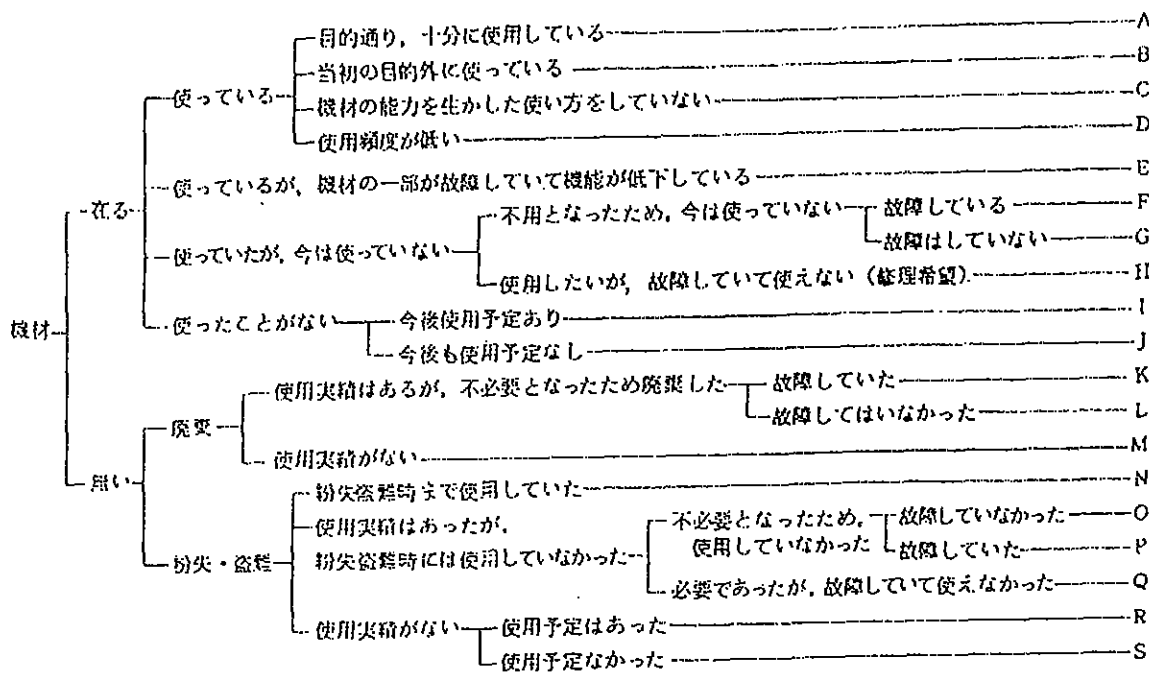 目的通り，十分に使用している A
当初の目的外に使っている B
使っている
機材の能力を生かした使い方をしていない C
使用頻度が低い D
使っているが，機材の一部が故障していて機能が低下している E
在る
不用となったため，今は使っていない 故障している F
使っていたが，今は使っていない 故障はしていない G
使用したいが，故障していて使えない（修理希望） H
使ったことがない 今後使用予定あり I
機材
今後も使用予定なし J
使用実績はあるが，不必要となったため廃棄した 故障していた K
廃棄 故障してはいなかった L
使用実績がない M
無い
紛失盗難時まで使用していた N
使用実績はあったが， 不必要となったため， 故障していなかった O
紛失・盗難 紛失盗難時には使用していなかった 使用していなかった 故障していた P
必要であったが，故障していて使えなかった Q
使用実績がない 使用予定はあった R
使用予定なかった S